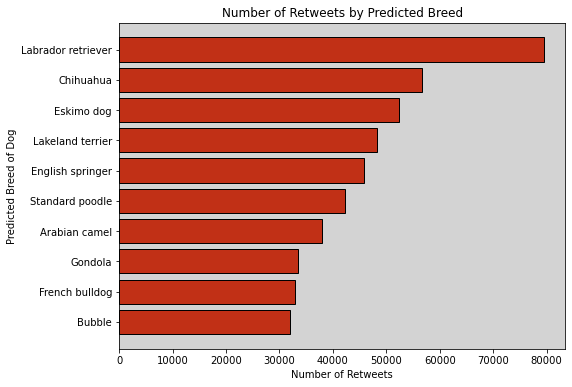 Number of Retweets by Predicted Breed
Predicted Breed of Dog
Labrador retriever
Chihuahua
Eskimo dog
Lakeland terrier
English springer
Standard poodle
Arabian camel
Gondola
French bulldog
Bubble
0 10000 20000 30000 40000 50000 60000 70000 80000
Number of Retweets